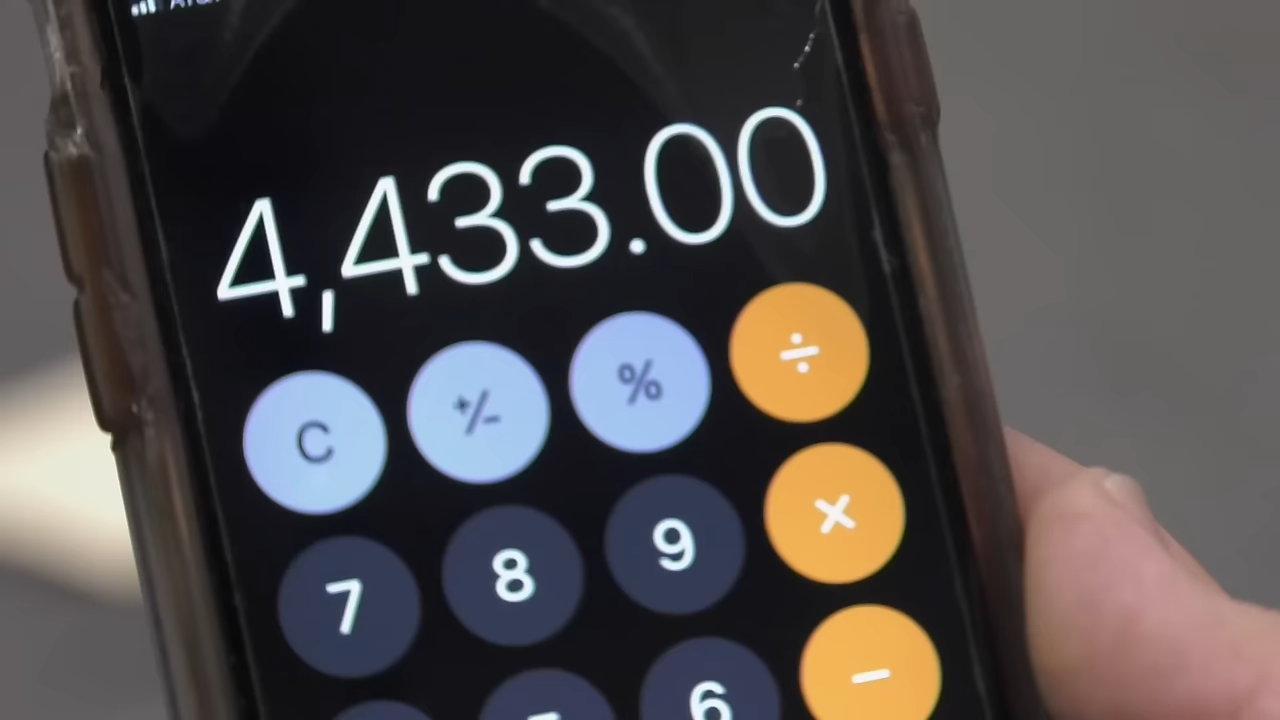 4,433.00
C +/- % ÷
7 8 9 ×
6 −